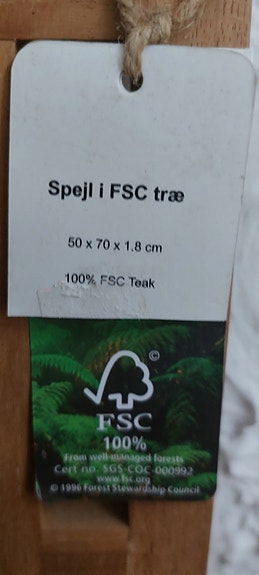 Spejl i FSC træ
50 x 70 x 1.8 cm
100% FSC Teak
©
FSC
100%
From well-managed forests
Cert no. SGS-COC-000992
www.fsc.org
© 1996 Forest Stewardship Council